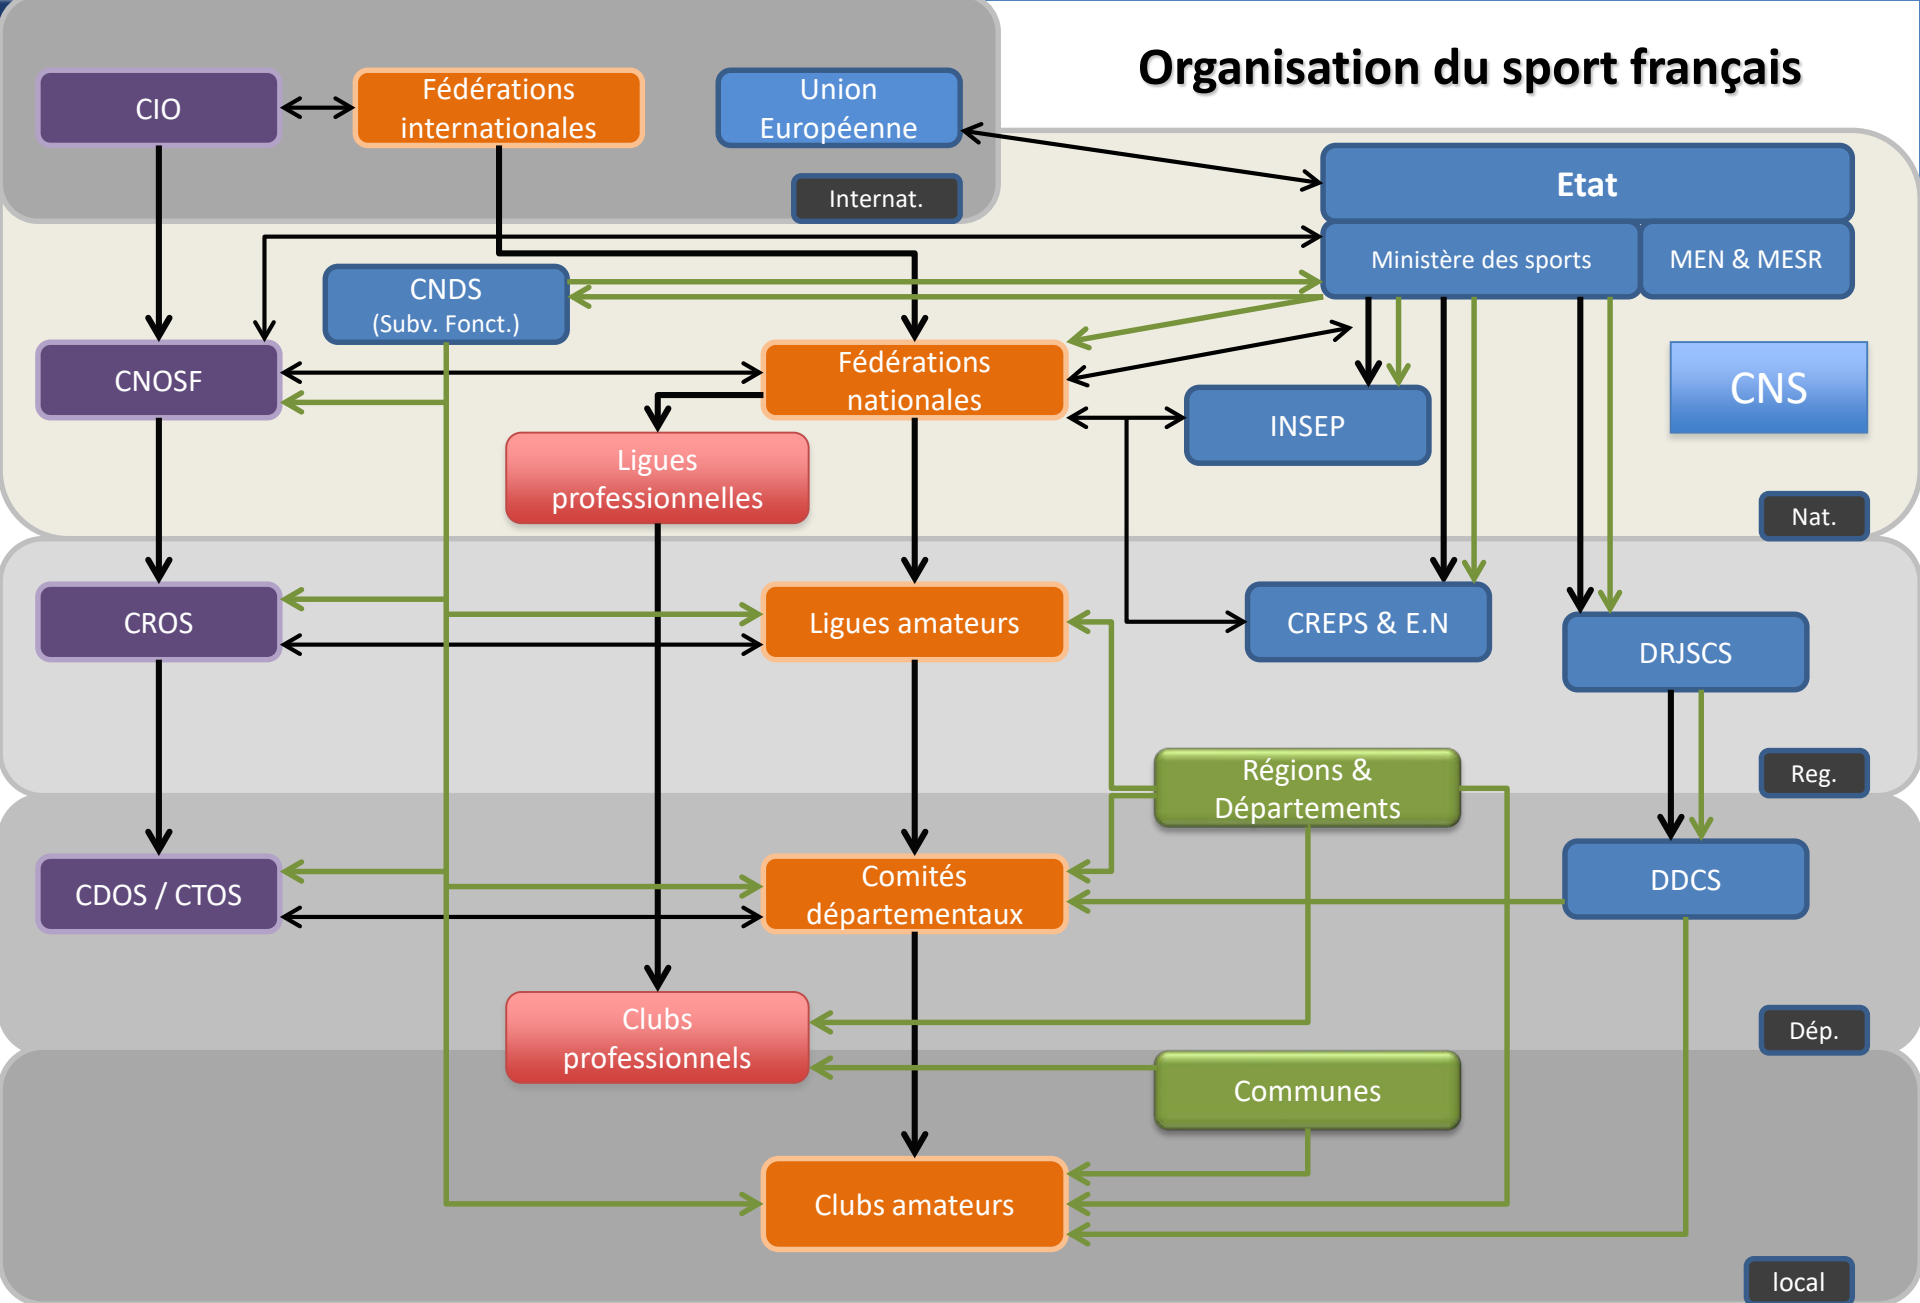 Organisation du sport français
CIO
Fédérations
internationales
Union
Européenne
Internat.
Etat
Ministère des sports
MEN & MESR
CNDS
(Subv. Fonct.)
CNOSF
Fédérations
nationales
CNS
INSEP
Ligues
professionnelles
Nat.
CROS
Ligues amateurs
CREPS & E.N
DRJSCS
Régions &
Départements
Reg.
CDOS / CTOS
Comités
départementaux
DDCS
Clubs
professionnels
Dép.
Communes
Clubs amateurs
local